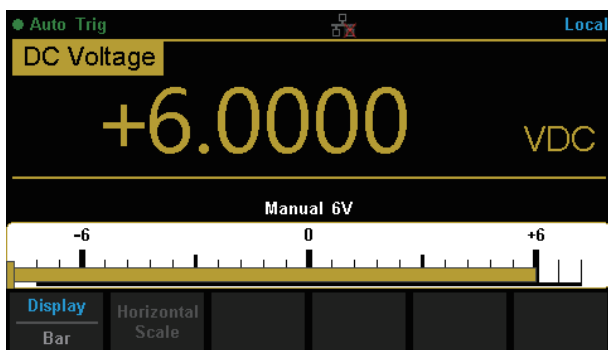 Auto Trig Local
DC Voltage
+6.0000 VDC
Manual 6V
-6 0 +6
Display Horizontal
Bar Scale